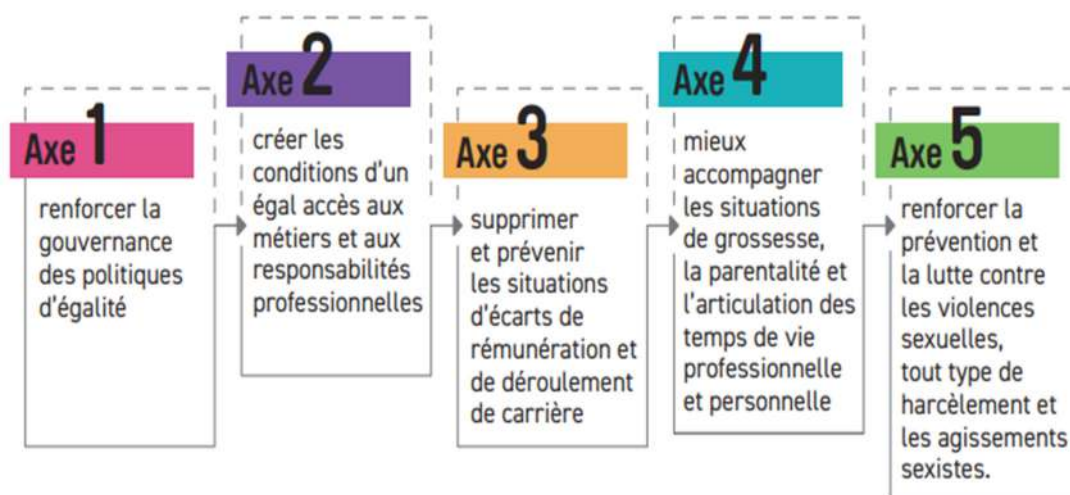 Axe 1
renforcer la
gouvernance
des politiques
d'égalité
Axe 2
créer les
conditions d'un
égal accès aux
métiers et aux
responsabilités
professionnelles
Axe 3
supprimer
et prévenir
les situations
d'écarts de
rémunération et
de déroulement
de carrière
Axe 4
mieux
accompagner
les situations
de grossesse,
la parentalité et
l'articulation des
temps de vie
professionnelle
et personnelle
Axe 5
renforcer la
prévention et
la lutte contre
les violences
sexuelles,
tout type de
harcèlement et
les agissements
sexistes.